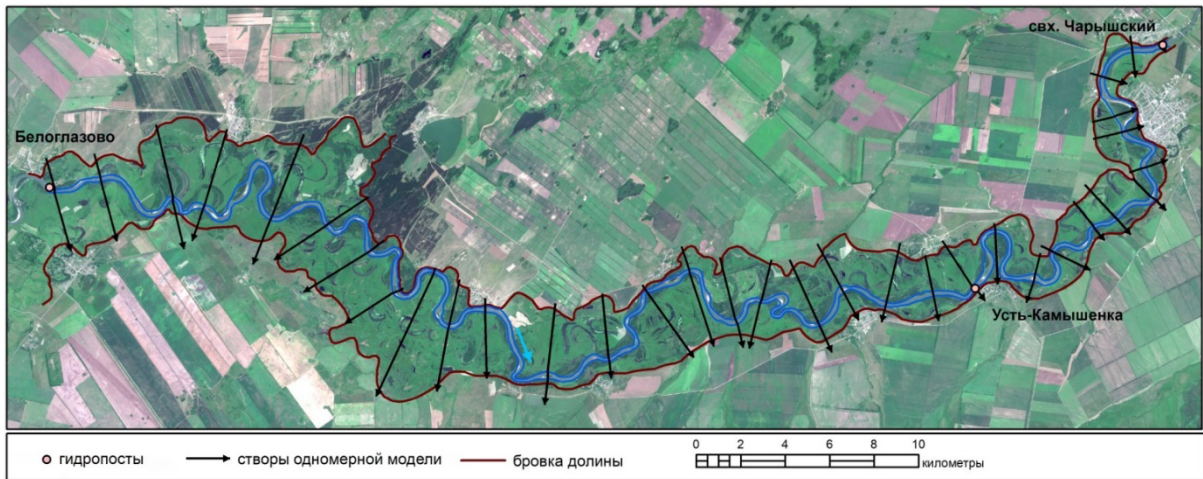 свх. Чарышский
Белоглазово
Усть-Камышенка
гидропосты
створы одномерной модели
бровка долины
0 2 4 6 8 10
километры